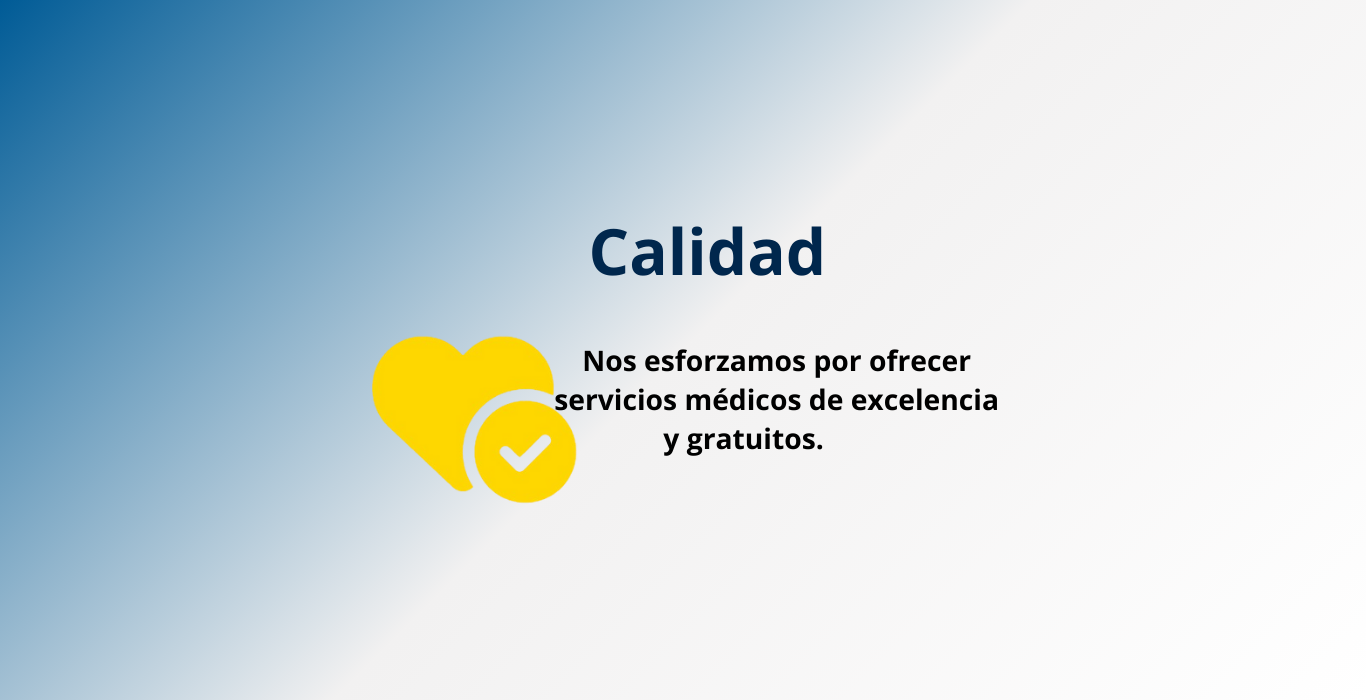 Calidad
Nos esforzamos por ofrecer
servicios médicos de excelencia
y gratuitos.